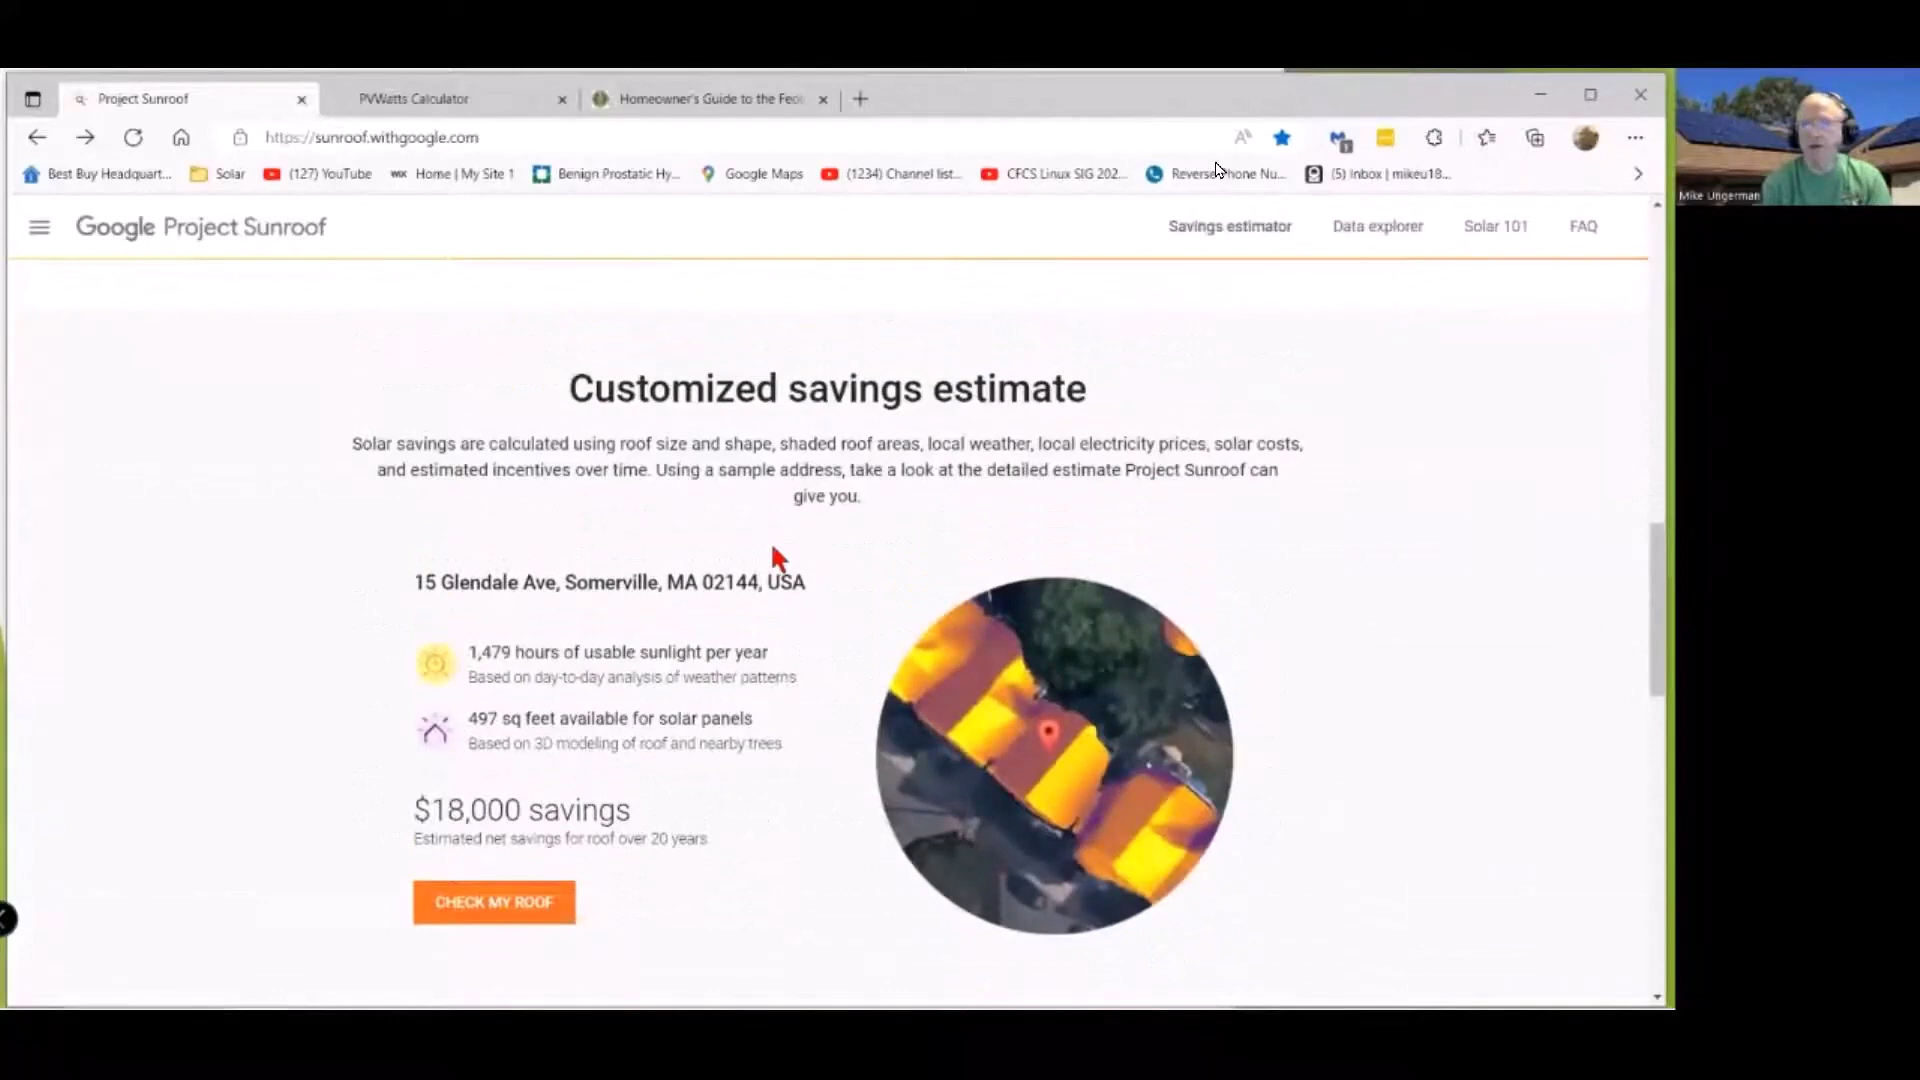 Project Sunroof
PVWatts Calculator
Homeowner's Guide to the Fec
https://sunroof.withgoogle.com
Best Buy Headquart...
Solar
(127) YouTube
WIX Home | My Site 1
Benign Prostatic Hy...
Google Maps
(1234) Channel list...
CFCS Linux SIG 202...
Reverse Phone Nu...
(5) Inbox | mikeu18...
Mike Ungerman
Google Project Sunroof
Savings estimator
Data explorer
Solar 101
FAQ
Customized savings estimate
Solar savings are calculated using roof size and shape, shaded roof areas, local weather, local electricity prices, solar costs,
and estimated incentives over time. Using a sample address, take a look at the detailed estimate Project Sunroof can
give you.
15 Glendale Ave, Somerville, MA 02144, USA
1,479 hours of usable sunlight per year
Based on day-to-day analysis of weather patterns
497 sq feet available for solar panels
Based on 3D modeling of roof and nearby trees
$18,000 savings
Estimated net savings for roof over 20 years
CHECK MY ROOF